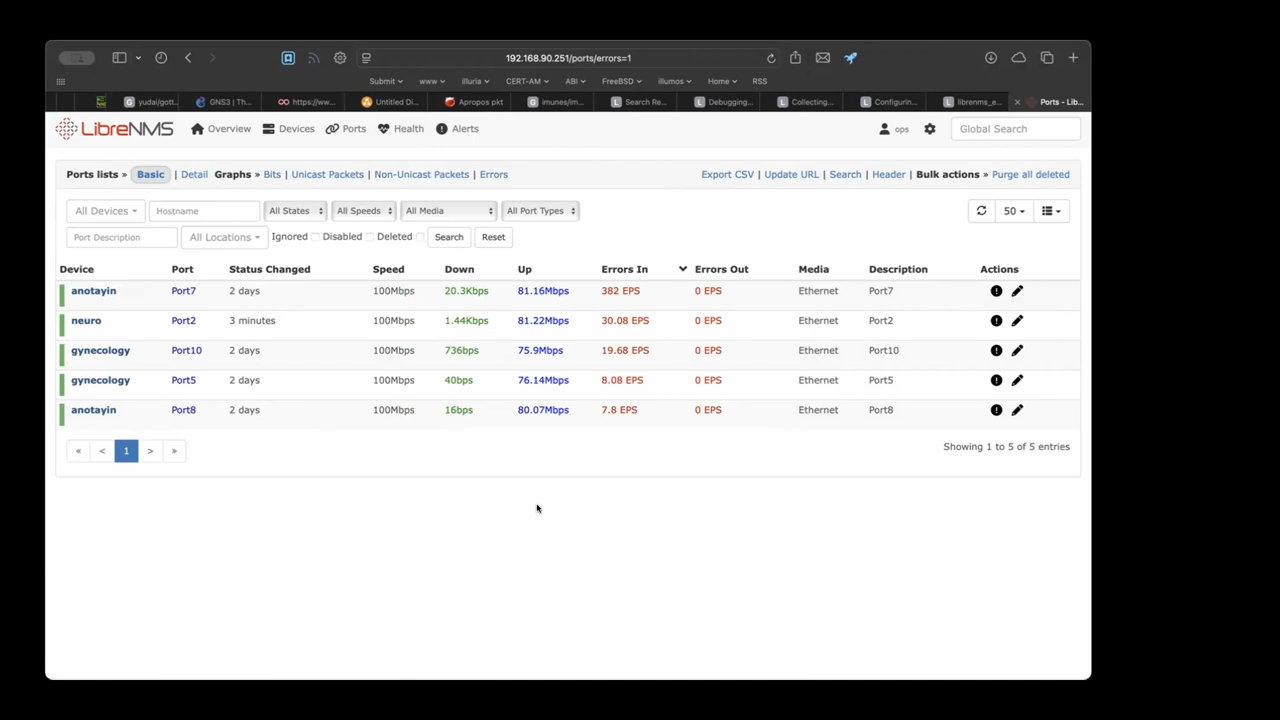 192.168.90.251/ports/errors=1
Submit www illuria CERT-AM ABI FreeBSD illumos Home RSS
yudai/gott... GNS3 | Th... https://ww... Untitled Di... Apropos pkt imunes/im... Search Re... Debugging... Collecting... Configurin... librenms_e... Ports - Lib...
LibreNMS Overview Devices Ports Health Alerts ops Global Search
Ports lists » Basic | Detail Graphs » Bits | Unicast Packets | Non-Unicast Packets | Errors Export CSV | Update URL | Search | Header | Bulk actions » Purge all deleted
All Devices Hostname All States All Speeds All Media All Port Types 50
Port Description All Locations Ignored Disabled Deleted Search Reset
Device Port Status Changed Speed Down Up Errors In Errors Out Media Description Actions
anotayin Port7 2 days 100Mbps 20.3Kbps 81.16Mbps 382 EPS 0 EPS Ethernet Port7
neuro Port2 3 minutes 100Mbps 1.44Kbps 81.22Mbps 30.08 EPS 0 EPS Ethernet Port2
gynecology Port10 2 days 100Mbps 736bps 75.9Mbps 19.68 EPS 0 EPS Ethernet Port10
gynecology Port5 2 days 100Mbps 40bps 76.14Mbps 8.08 EPS 0 EPS Ethernet Port5
anotayin Port8 2 days 100Mbps 16bps 80.07Mbps 7.8 EPS 0 EPS Ethernet Port8
« < 1 > » Showing 1 to 5 of 5 entries